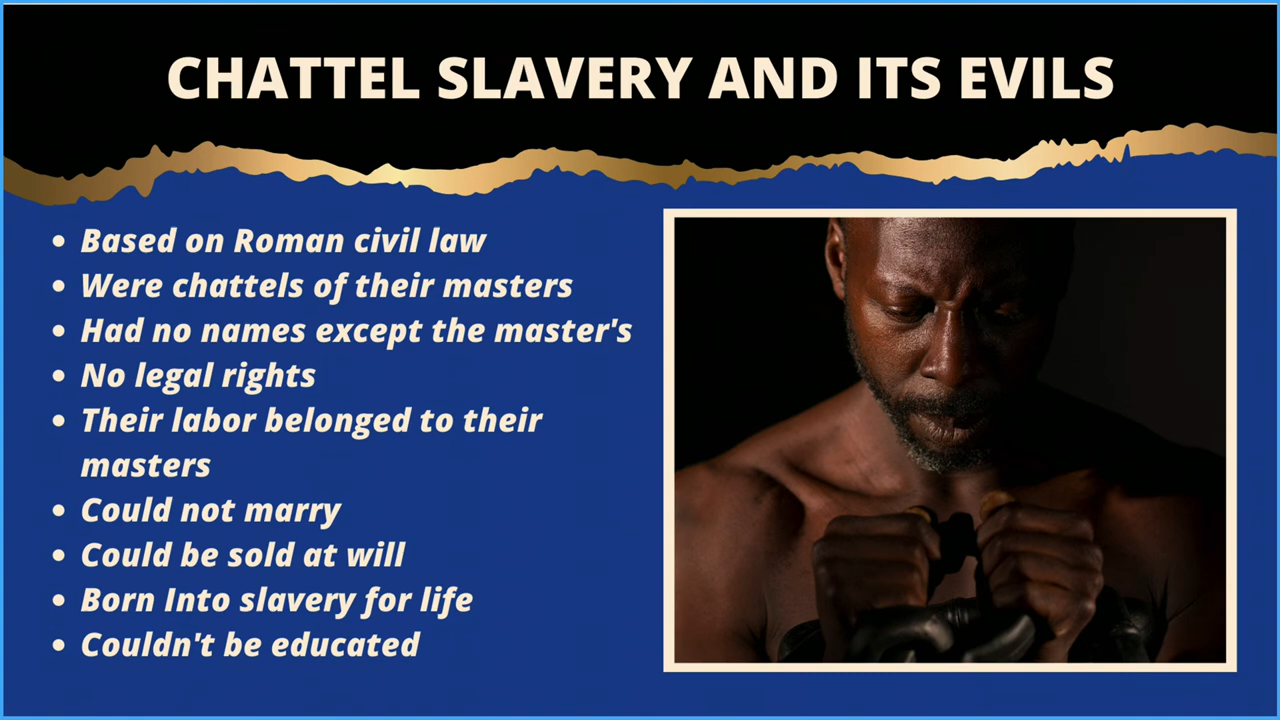 CHATTEL SLAVERY AND ITS EVILS
• Based on Roman civil law
• Were chattels of their masters
• Had no names except the master's
• No legal rights
• Their labor belonged to their
masters
• Could not marry
• Could be sold at will
• Born Into slavery for life
• Couldn't be educated